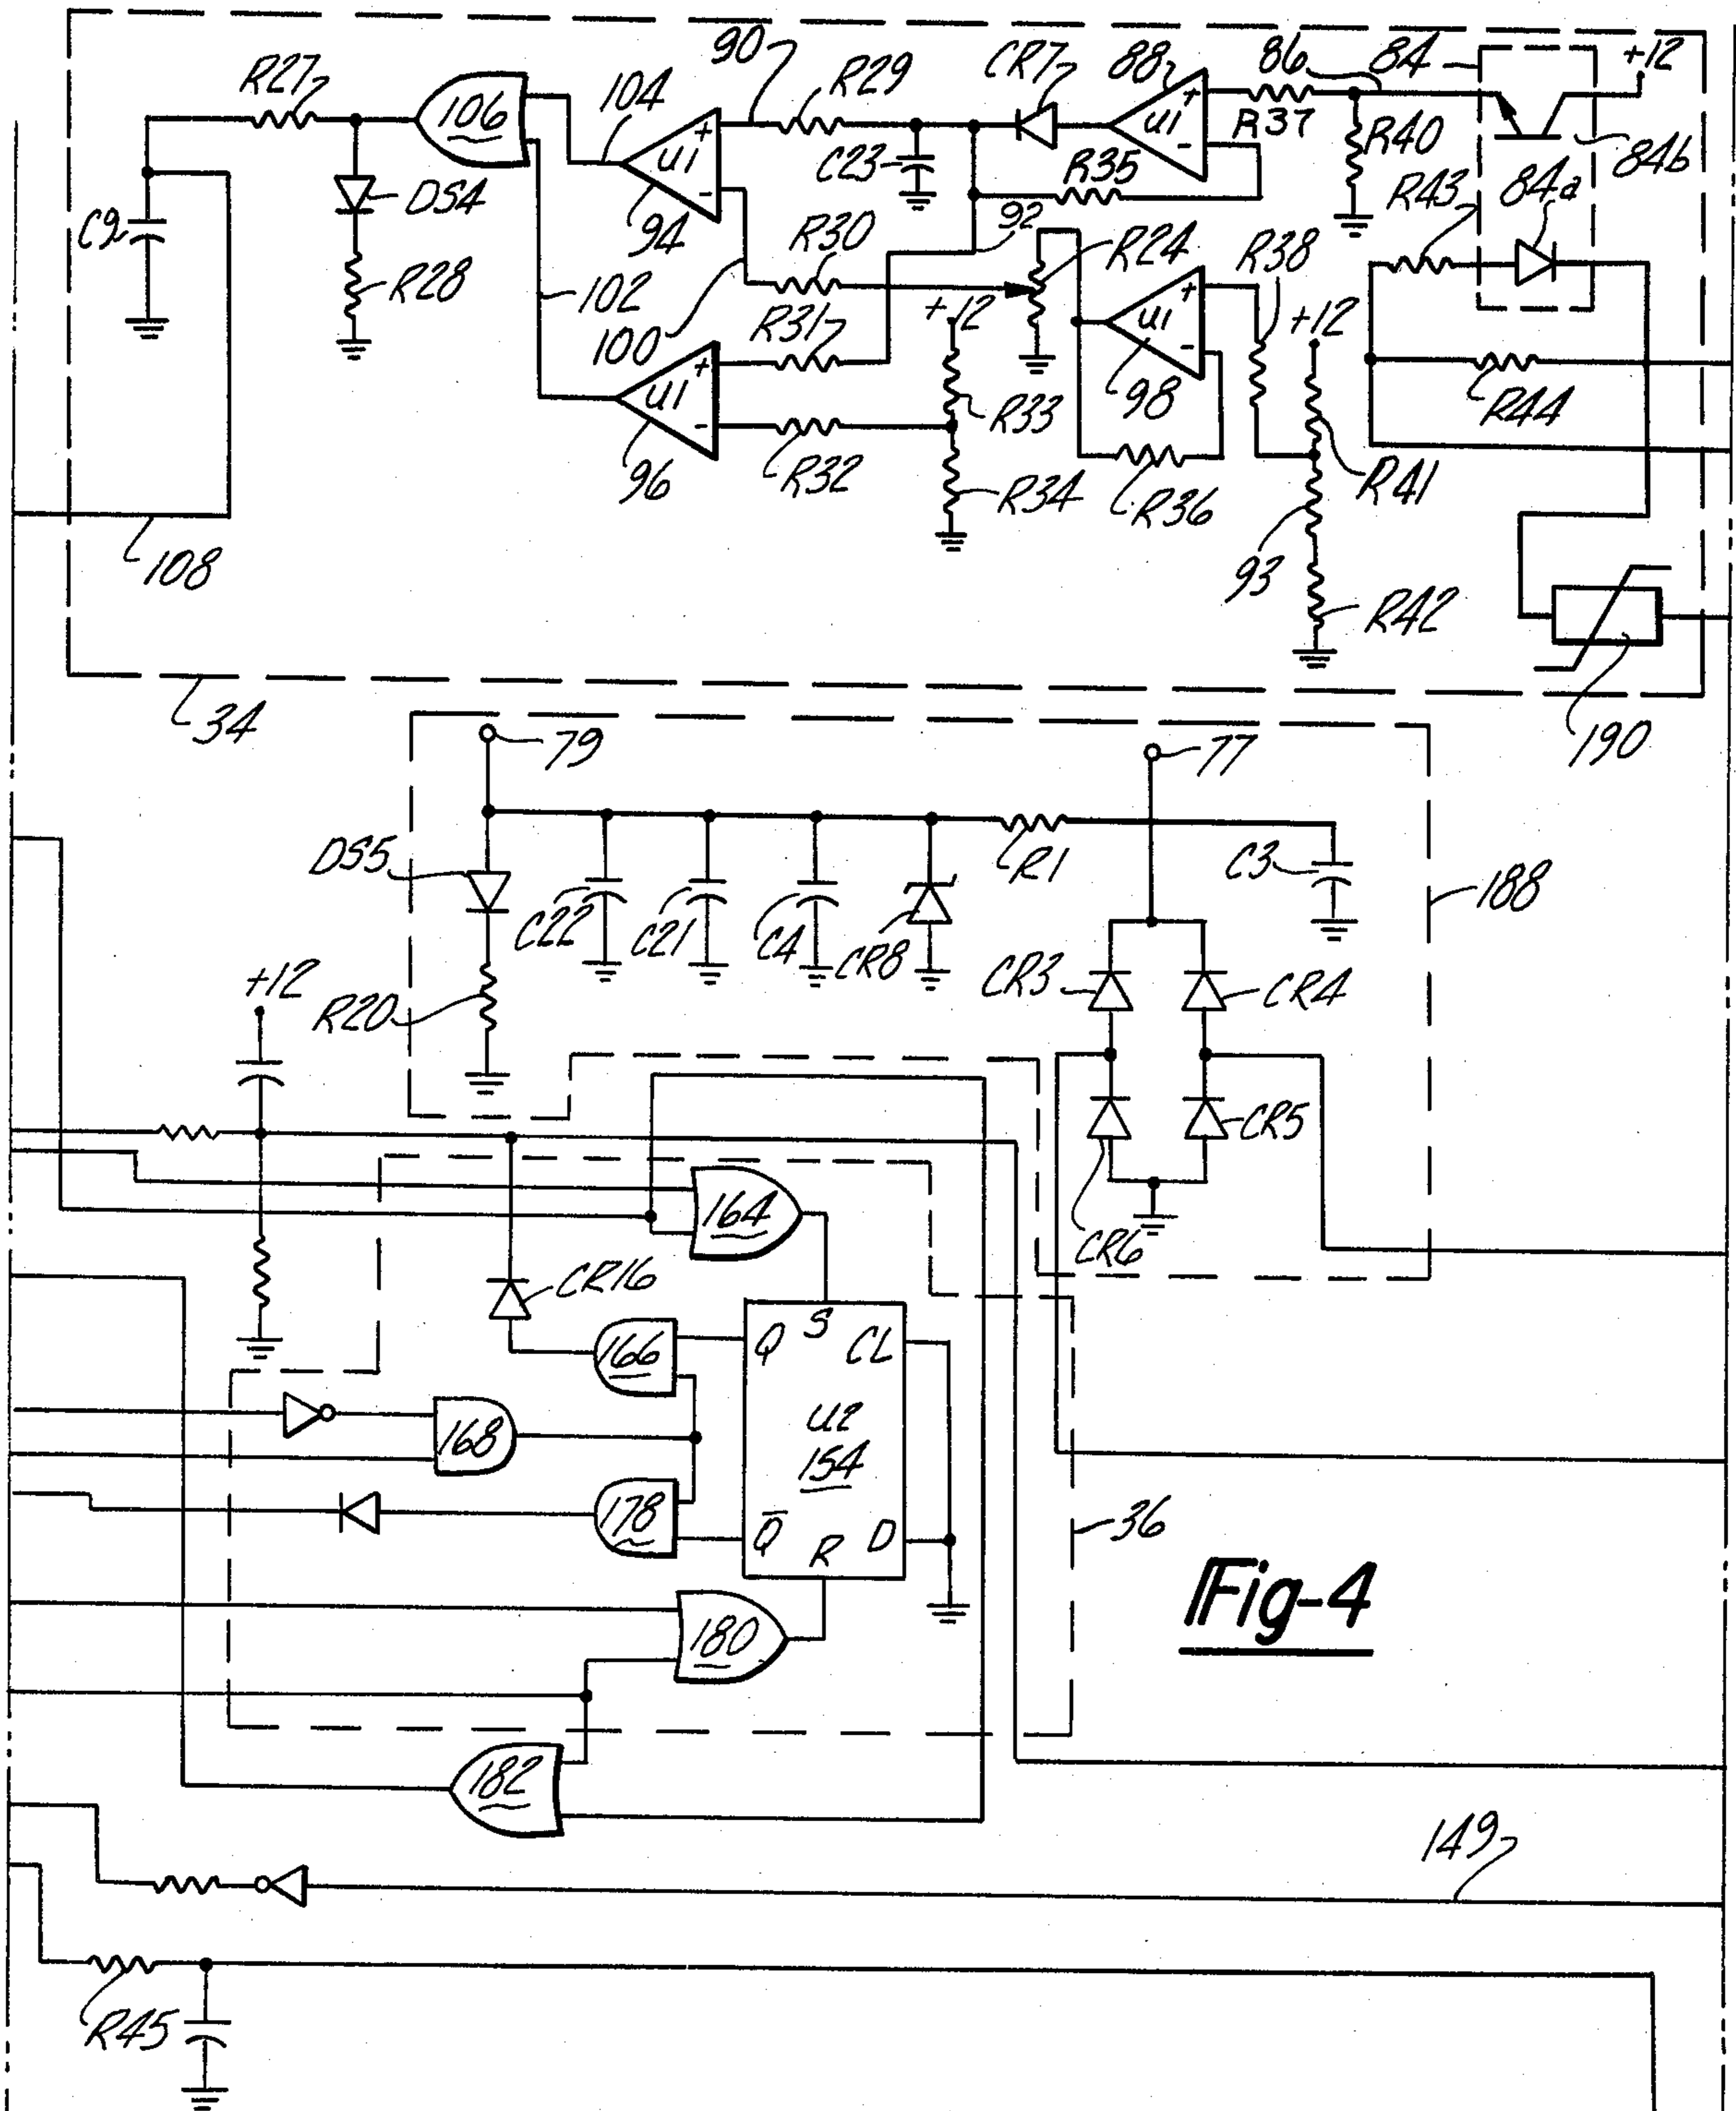 90
R29
CR7
88
86
84
+12
R27
106
104
u1
+
-
94
C23
R35
u1
+
-
R37
R40
84b
R43
84a
DS4
C9
R28
102
100
R30
92
R24
R38
+12
R31
+12
u1
+
-
98
R44
u1
+
-
96
R32
R33
R34
R36
R41
93
R42
108
34
190
79
77
DS5
C22
C21
C4
CR8
R1
C3
188
+12
R20
CR3
CR4
CR5
CR6
164
CR16
166
Q
S
CL
168
u2
154
178
Q̅
R
D
36
180
Fig-4
182
149
R45